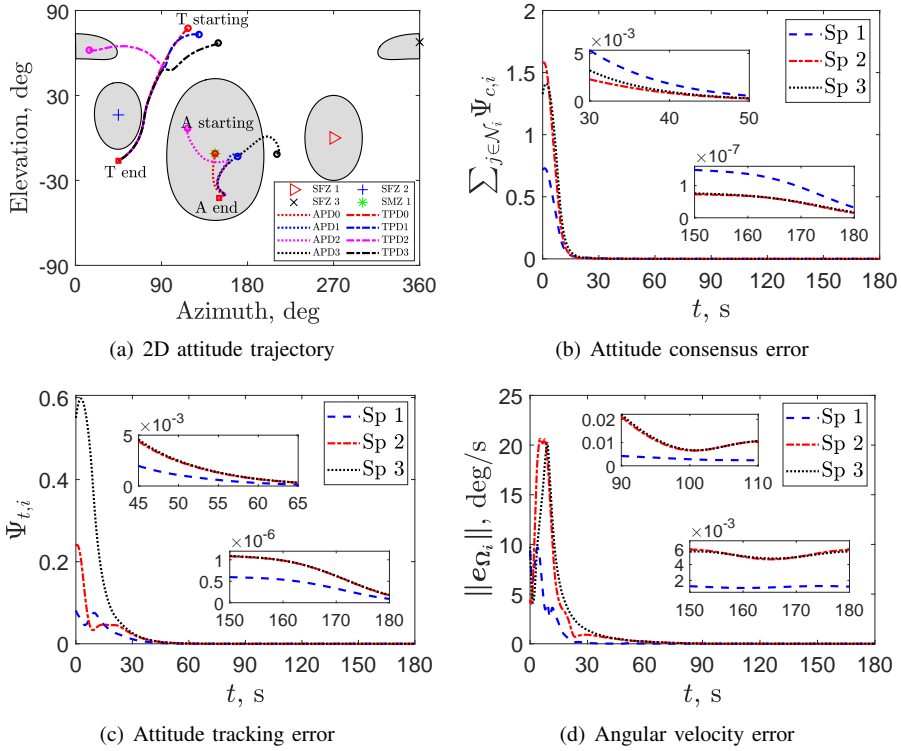 90
60
30
0
-30
-60
-90
Elevation, deg
T starting
A starting
T end
A end
SFZ 1
SFZ 2
SFZ 3
SMZ 1
APD0
TPD0
APD1
TPD1
APD2
TPD2
APD3
TPD3
0 90 180 270 360
Azimuth, deg
(a) 2D attitude trajectory
2
1.5
1
0.5
0
∑_{j∈𝒩_i} Ψ_{c,i}
×10^{-3}
5
0
30 40 50
Sp 1
Sp 2
Sp 3
×10^{-7}
1
0
150 160 170 180
0 30 60 90 120 150 180
t, s
(b) Attitude consensus error
0.6
0.4
0.2
0
Ψ_{t,i}
×10^{-3}
5
0
45 50 55 60 65
Sp 1
Sp 2
Sp 3
×10^{-6}
1
0.5
0
150 160 170 180
0 30 60 90 120 150 180
t, s
(c) Attitude tracking error
25
20
15
10
5
0
||e_{Ω_i}||, deg/s
0.02
0.01
0
90 100 110
Sp 1
Sp 2
Sp 3
×10^{-3}
6
4
2
150 160 170 180
0 30 60 90 120 150 180
t, s
(d) Angular velocity error